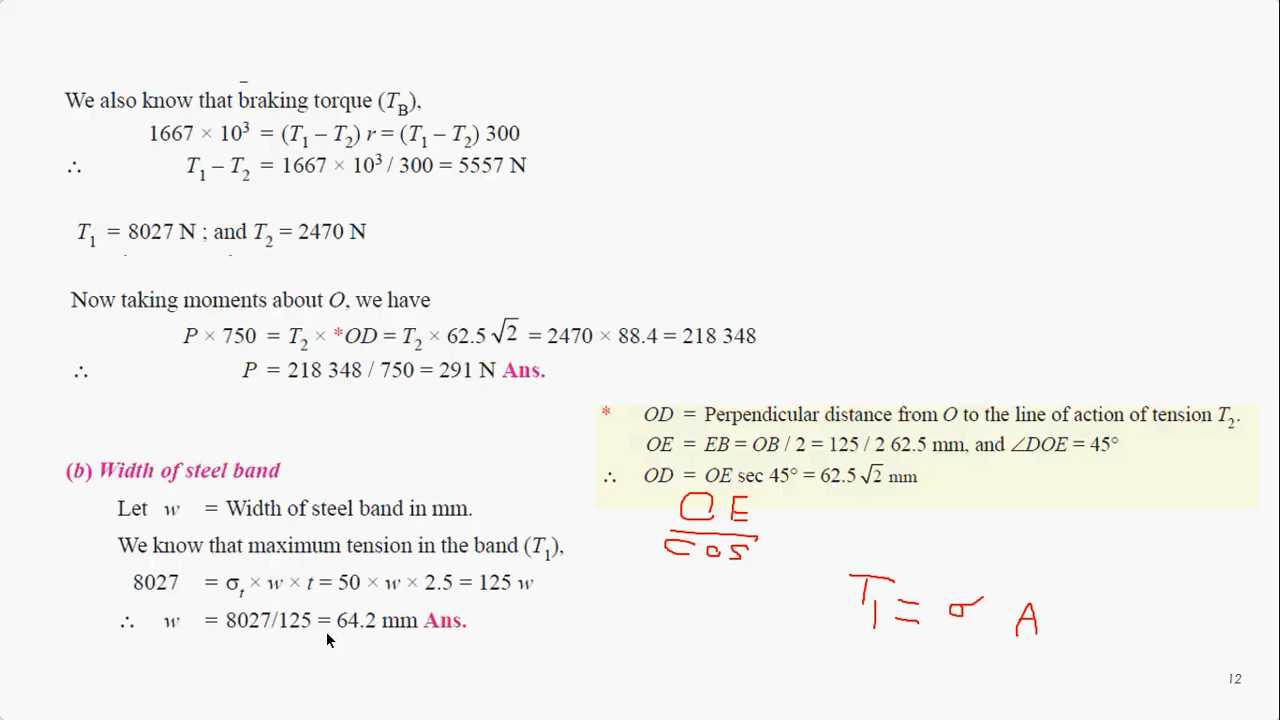 We also know that braking torque (T_B),
1667 × 10³ = (T₁ – T₂) r = (T₁ – T₂) 300
∴ T₁ – T₂ = 1667 × 10³ / 300 = 5557 N
T₁ = 8027 N ; and T₂ = 2470 N
Now taking moments about O, we have
P × 750 = T₂ × *OD = T₂ × 62.5 √2 = 2470 × 88.4 = 218 348
∴ P = 218 348 / 750 = 291 N Ans.
* OD = Perpendicular distance from O to the line of action of tension T₂.
OE = EB = OB / 2 = 125 / 2 62.5 mm, and ∠DOE = 45°
∴ OD = OE sec 45° = 62.5 √2 mm
OE
cos
(b) Width of steel band
Let w = Width of steel band in mm.
We know that maximum tension in the band (T₁),
8027 = σ_t × w × t = 50 × w × 2.5 = 125 w
∴ w = 8027/125 = 64.2 mm Ans.
T₁ = σ A
12